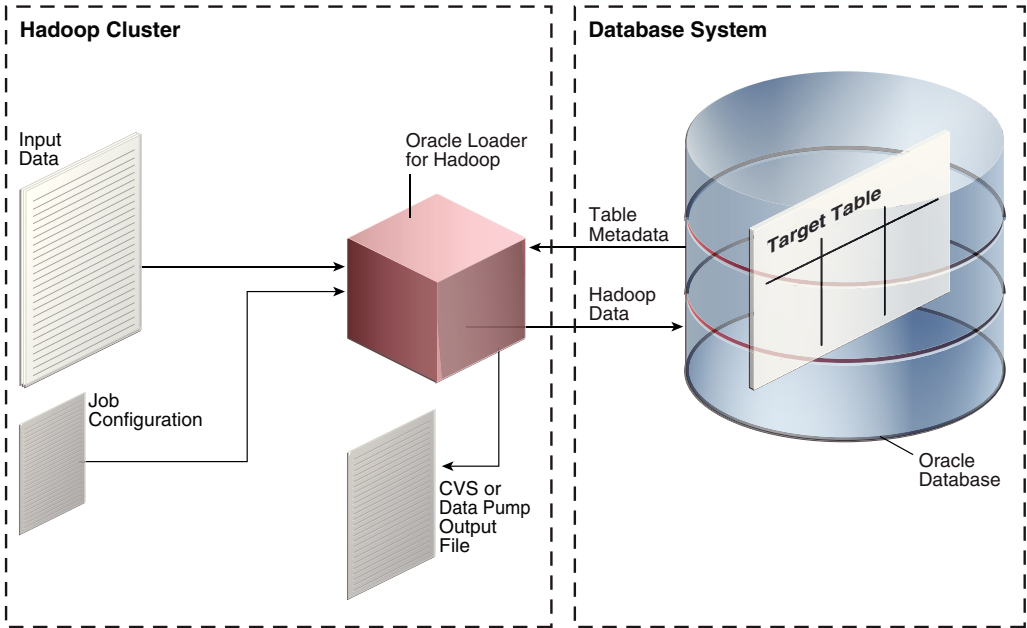 Hadoop Cluster
Database System
Input
Data
Oracle Loader
for Hadoop
Table
Metadata
Target Table
Hadoop
Data
Job
Configuration
CVS or
Data Pump
Output
File
Oracle
Database